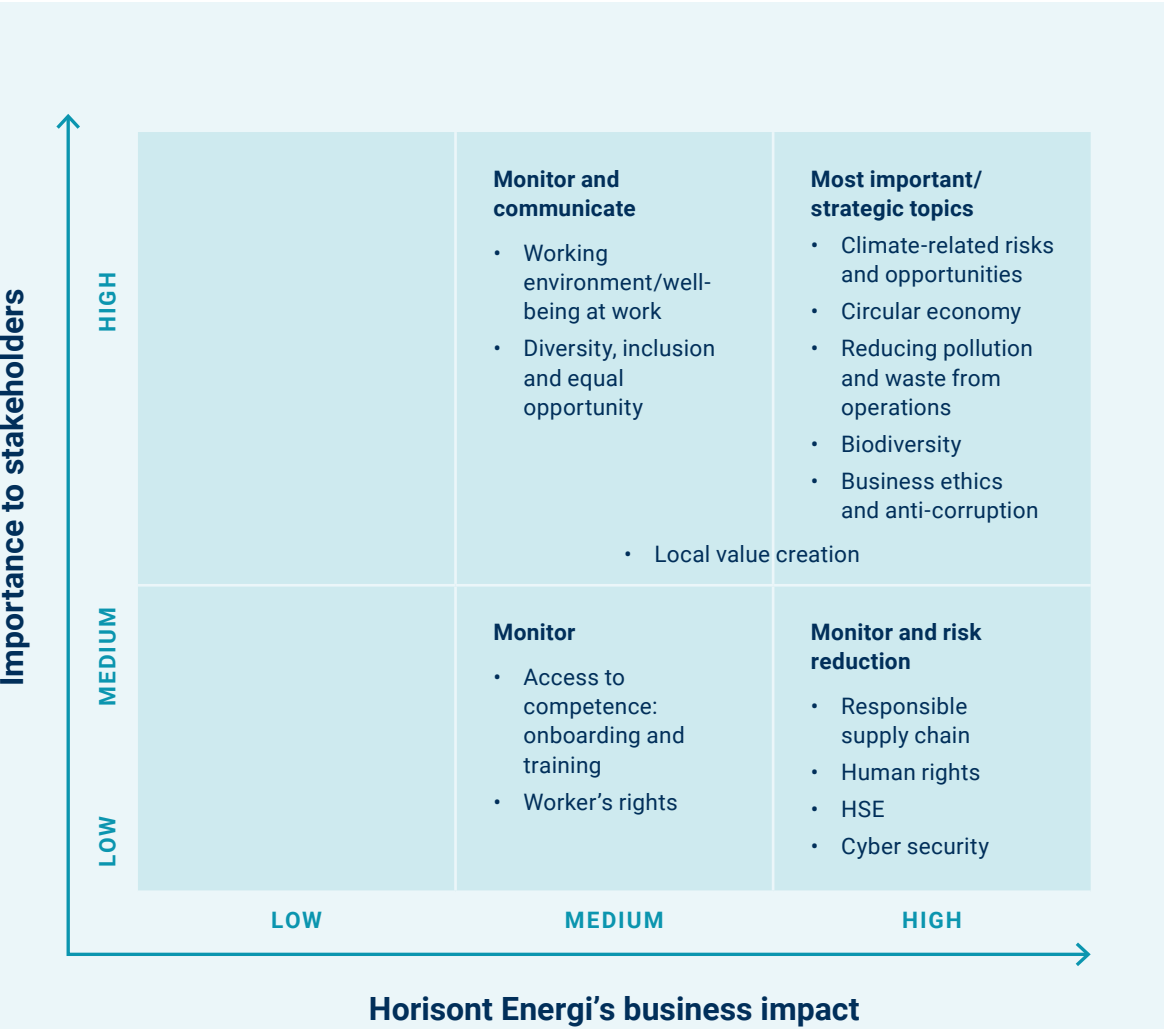 Importance to stakeholders
HIGH
MEDIUM
LOW
Monitor and
communicate
• Working
environment/well-
being at work
• Diversity, inclusion
and equal
opportunity
Most important/
strategic topics
• Climate-related risks
and opportunities
• Circular economy
• Reducing pollution
and waste from
operations
• Biodiversity
• Business ethics
and anti-corruption
• Local value creation
Monitor
• Access to
competence:
onboarding and
training
• Worker’s rights
Monitor and risk
reduction
• Responsible
supply chain
• Human rights
• HSE
• Cyber security
LOW
MEDIUM
HIGH
Horisont Energi’s business impact